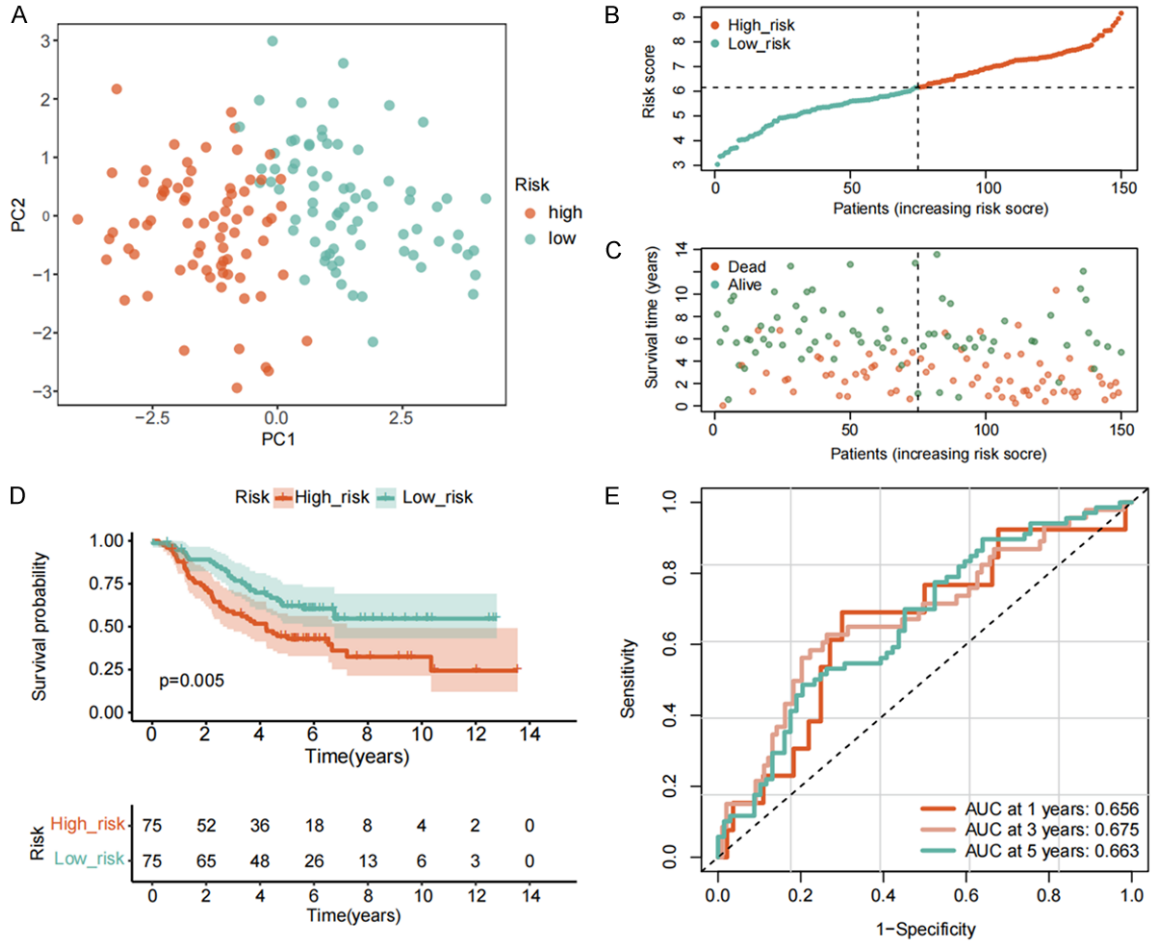 A
3
2
1
0
−1
−2
−3
PC2
−2.5
0.0
2.5
PC1
Risk
high
low
B
High_risk
Low_risk
9
8
7
6
5
4
3
Risk score
0
50
100
150
Patients (increasing risk socre)
C
Dead
Alive
14
10
8
6
4
2
0
Survival time (years)
0
50
100
150
Patients (increasing risk socre)
D
Risk
High_risk
Low_risk
1.00
0.75
0.50
0.25
0.00
Survival probability
p=0.005
0 2 4 6 8 10 12 14
Time(years)
Risk
High_risk 75 52 36 18 8 4 2 0
Low_risk 75 65 48 26 13 6 3 0
0 2 4 6 8 10 12 14
Time(years)
E
1.0
0.8
0.6
0.4
0.2
0.0
Sensitivity
AUC at 1 years: 0.656
AUC at 3 years: 0.675
AUC at 5 years: 0.663
0.0 0.2 0.4 0.6 0.8 1.0
1−Specificity